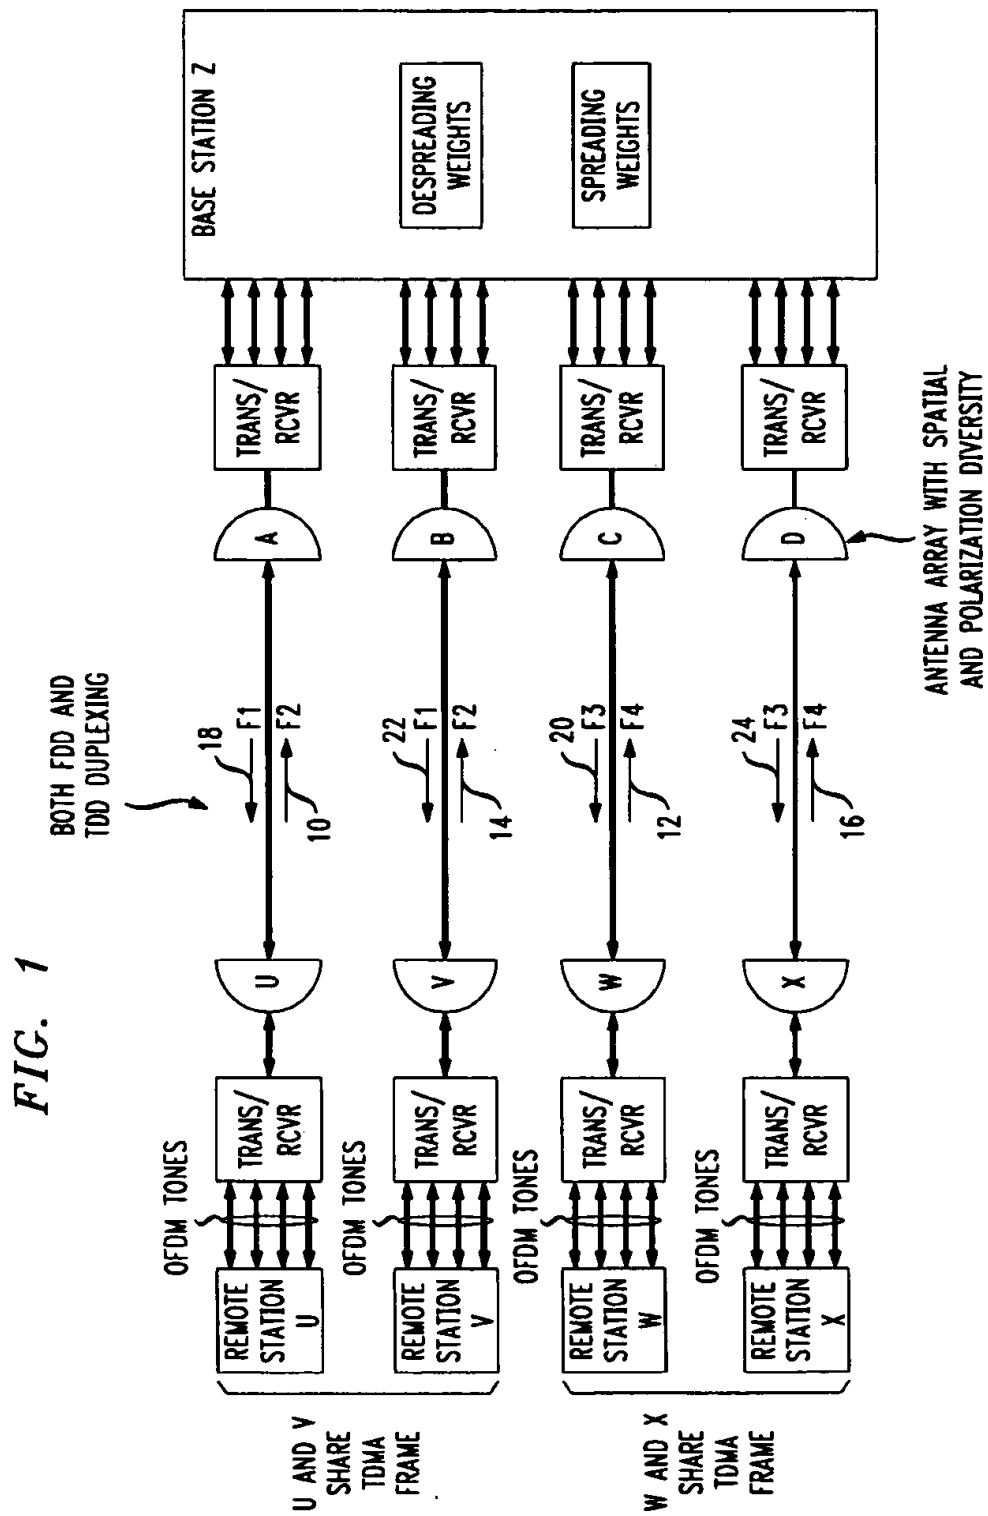 FIG. 1
BOTH FDD AND
TDD DUPLEXING
U AND V
SHARE
TDMA
FRAME
W AND X
SHARE
TDMA
FRAME
REMOTE
STATION
U
OFDM TONES
TRANS/
RCVR
U
18
F1
10
F2
A
TRANS/
RCVR
REMOTE
STATION
V
OFDM TONES
TRANS/
RCVR
V
22
F1
14
F2
B
TRANS/
RCVR
REMOTE
STATION
W
OFDM TONES
TRANS/
RCVR
W
20
F3
12
F4
C
TRANS/
RCVR
REMOTE
STATION
X
OFDM TONES
TRANS/
RCVR
X
24
F3
16
F4
D
TRANS/
RCVR
BASE STATION Z
DESPREADING
WEIGHTS
SPREADING
WEIGHTS
ANTENNA ARRAY WITH SPATIAL
AND POLARIZATION DIVERSITY